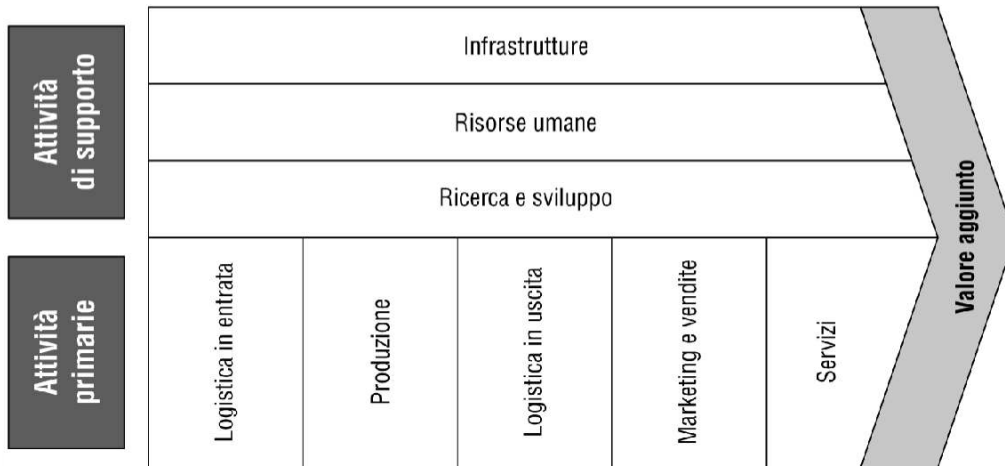 Attività
di supporto
Infrastrutture
Risorse umane
Ricerca e sviluppo
Attività
primarie
Logistica in entrata
Produzione
Logistica in uscita
Marketing e vendite
Servizi
Valore aggiunto